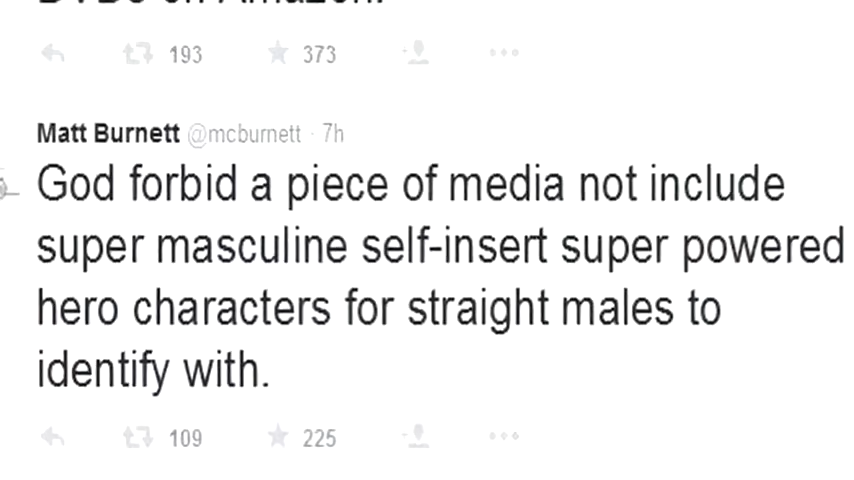 193 373
Matt Burnett @mcburnett · 7h
God forbid a piece of media not include
super masculine self-insert super powered
hero characters for straight males to
identify with.
109 225